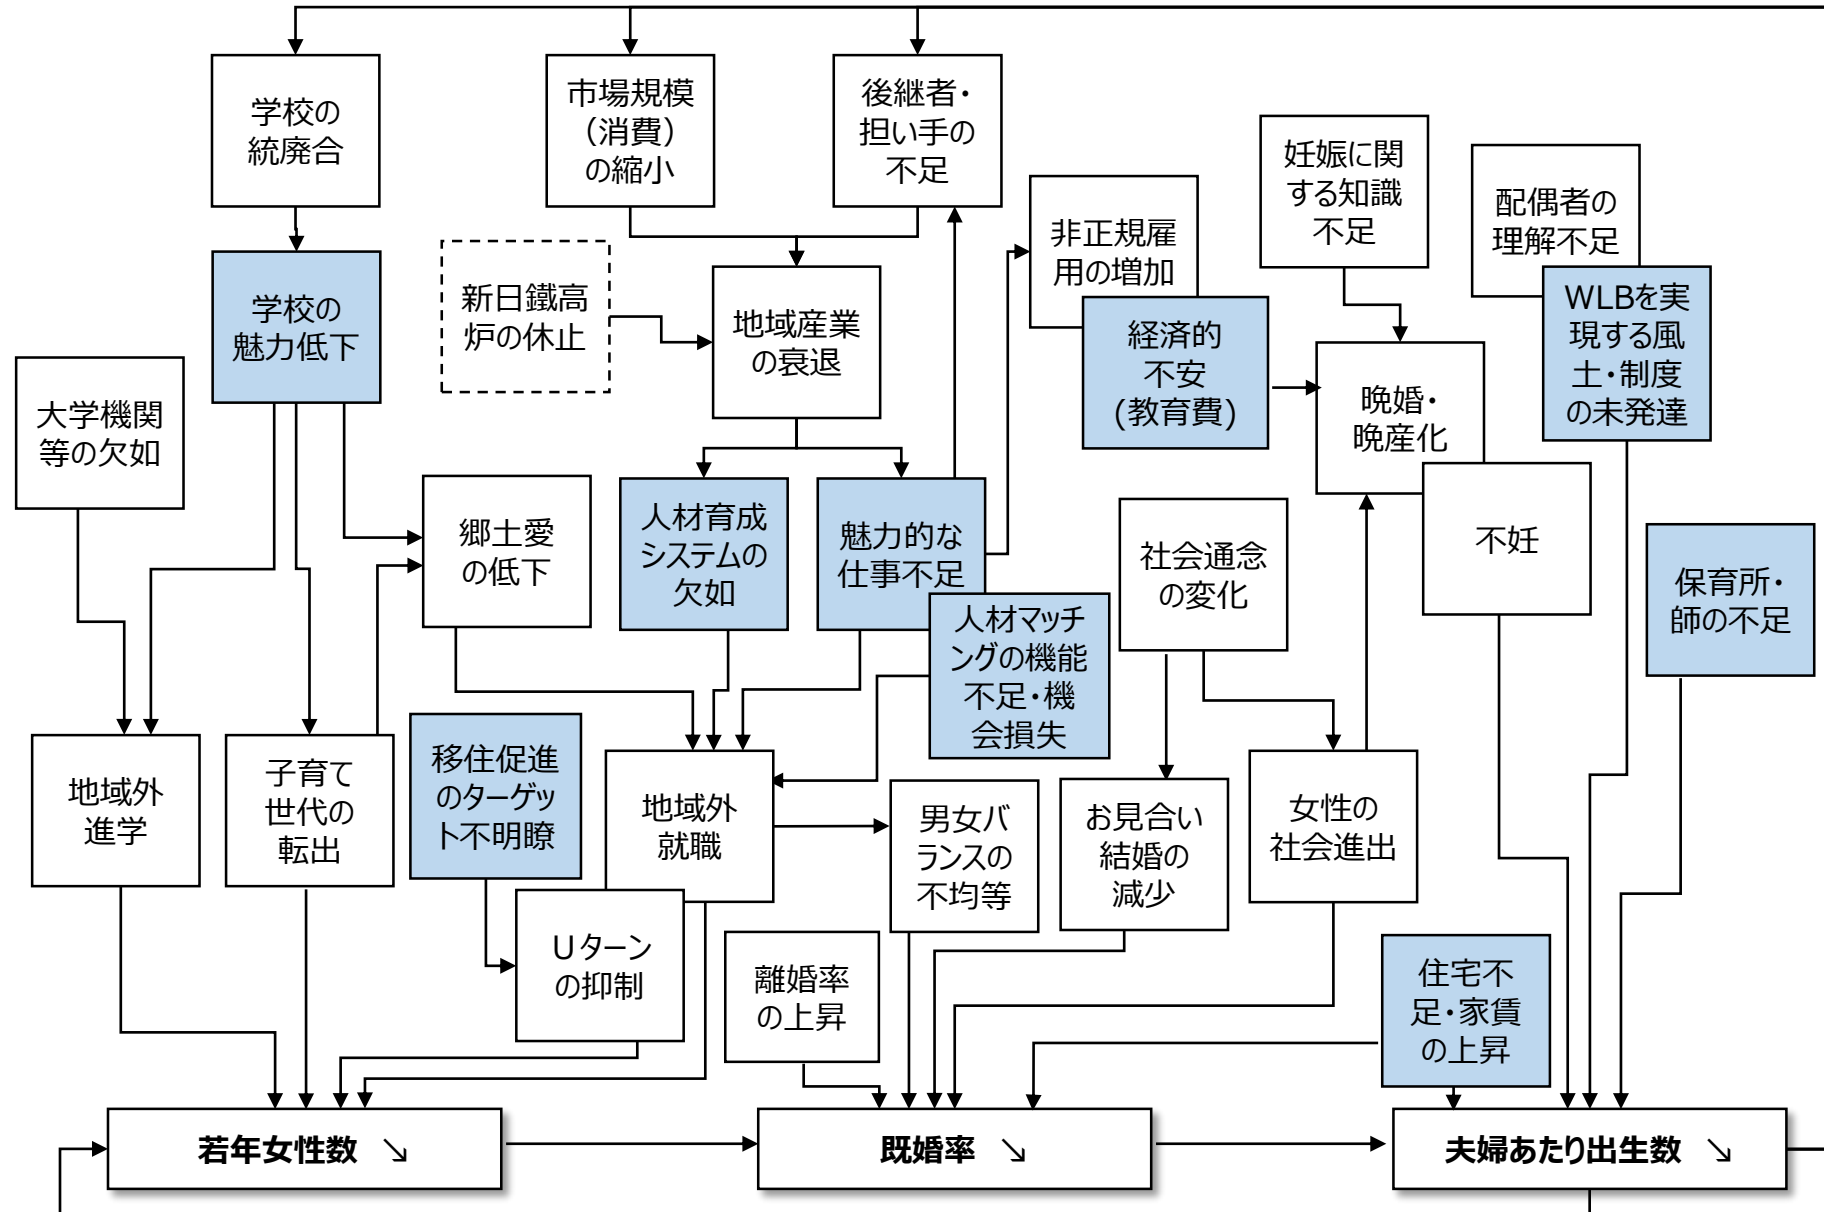 学校の
統廃合
市場規模
（消費）
の縮小
後継者・
担い手の
不足
妊娠に関
する知識
不足
配偶者の
理解不足
非正規雇
用の増加
学校の
魅力低下
新日鐵高
炉の休止
地域産業
の衰退
経済的
不安
(教育費)
WLBを実
現する風
土・制度
の未発達
晩婚・
晩産化
大学機関
等の欠如
郷土愛
の低下
人材育成
システムの
欠如
魅力的な
仕事不足
社会通念
の変化
不妊
保育所・
師の不足
人材マッチ
ングの機能
不足・機
会損失
地域外
進学
子育て
世代の
転出
移住促進
のターゲッ
ト不明瞭
地域外
就職
男女バ
ランスの
不均等
お見合い
結婚の
減少
女性の
社会進出
Uターン
の抑制
離婚率
の上昇
住宅不
足・家賃
の上昇
若年女性数 ↘
既婚率 ↘
夫婦あたり出生数 ↘